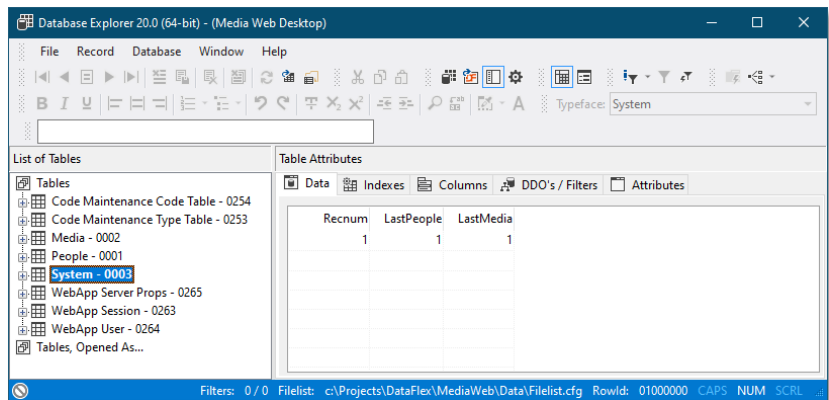 Database Explorer 20.0 (64-bit) - (Media Web Desktop)
File Record Database Window Help
B I U Typeface: System
List of Tables
Table Attributes
Tables
Code Maintenance Code Table - 0254
Code Maintenance Type Table - 0253
Media - 0002
People - 0001
System - 0003
WebApp Server Props - 0265
WebApp Session - 0263
WebApp User - 0264
Tables, Opened As...
Data Indexes Columns DDO's / Filters Attributes
Recnum LastPeople LastMedia
1 1 1
Filters: 0 / 0 Filelist: c:\Projects\DataFlex\MediaWeb\Data\Filelist.cfg RowId: 01000000 CAPS NUM SCRL